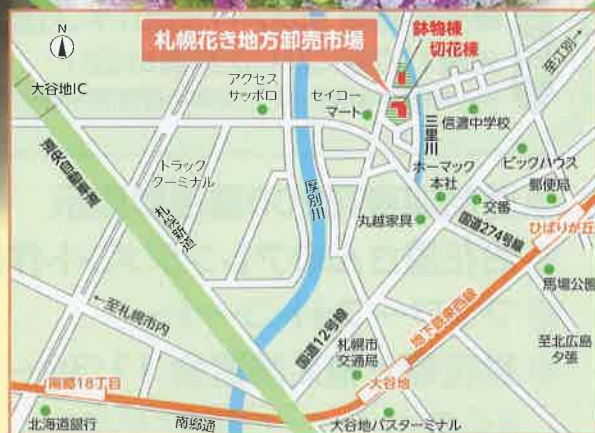 N
札幌花き地方卸売市場
鉢物棟
切花棟
至江別→
大谷地IC
アクセス
サッポロ
セイコー
マート
三里川
信濃中学校
ビックハウス
道央自動車道
トラック
ターミナル
札幌新道
厚別川
ホーマック
本社
郵便局
交番
丸越家具
国道274号線
ひばりが丘
馬場公園
←至札幌市内
国道12号線
札幌市
交通局
地下鉄東西線
至北広島
夕張
南郷18丁目
大谷地
北海道銀行
南郷通
大谷地バスターミナル